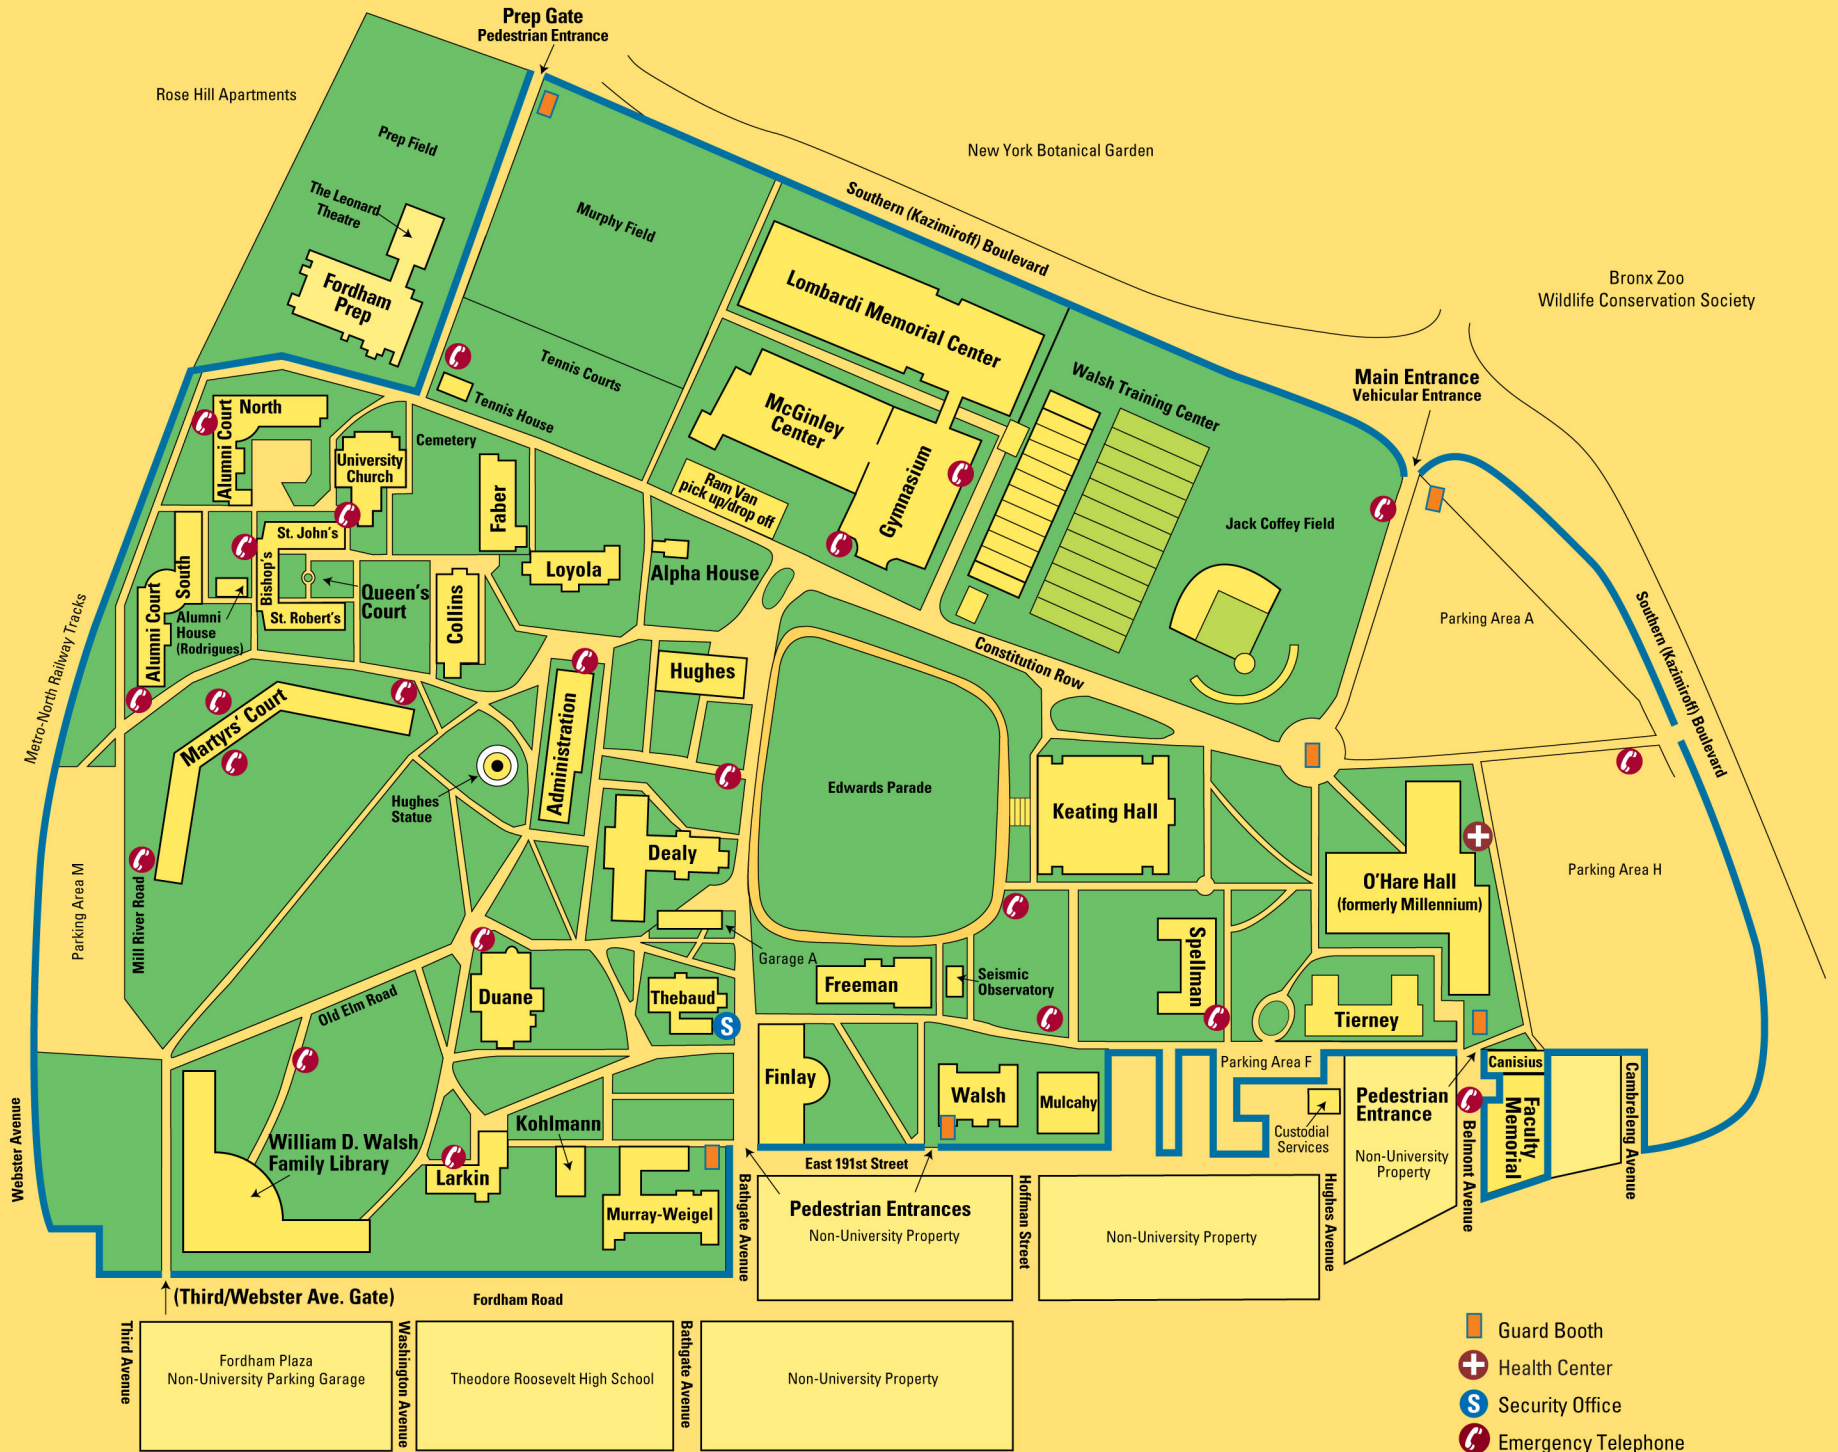 Prep Gate
Pedestrian Entrance
Rose Hill Apartments
Prep Field
New York Botanical Garden
The Leonard
Theatre
Murphy Field
Southern (Kazimiroff) Boulevard
Fordham
Prep
Lombardi Memorial Center
Bronx Zoo
Wildlife Conservation Society
Tennis Courts
Tennis House
Walsh Training Center
Main Entrance
Vehicular Entrance
North
Alumni Court
Cemetery
University
Church
McGinley
Center
Gymnasium
Ram Van
pick up/drop off
Faber
Jack Coffey Field
St. John's
South
Alumni Court
Bishop's
Queen's
Court
St. Robert's
Alumni
House
(Rodrigues)
Collins
Loyola
Alpha House
Parking Area A
Southern (Kazimiroff) Boulevard
Metro-North Railway Tracks
Constitution Row
Hughes
Martyrs' Court
Administration
Hughes
Statue
Edwards Parade
Keating Hall
Dealy
O'Hare Hall
(formerly Millennium)
Parking Area H
Parking Area M
Mill River Road
Garage A
Spellman
Duane
Thebaud
S
Freeman
Seismic
Observatory
Old Elm Road
Tierney
Parking Area F
Canisius
Finlay
Walsh
Mulcahy
Custodial
Services
Pedestrian
Entrance
Non-University
Property
Belmont Avenue
Faculty
Memorial
Cambreleng Avenue
Webster Avenue
William D. Walsh
Family Library
Kohlmann
Larkin
Murray-Weigel
East 191st Street
Bathgate Avenue
Pedestrian Entrances
Non-University Property
Hoffman Street
Non-University Property
Hughes Avenue
(Third/Webster Ave. Gate)
Fordham Road
Third Avenue
Fordham Plaza
Non-University Parking Garage
Washington Avenue
Theodore Roosevelt High School
Bathgate Avenue
Non-University Property
Guard Booth
Health Center
S Security Office
Emergency Telephone